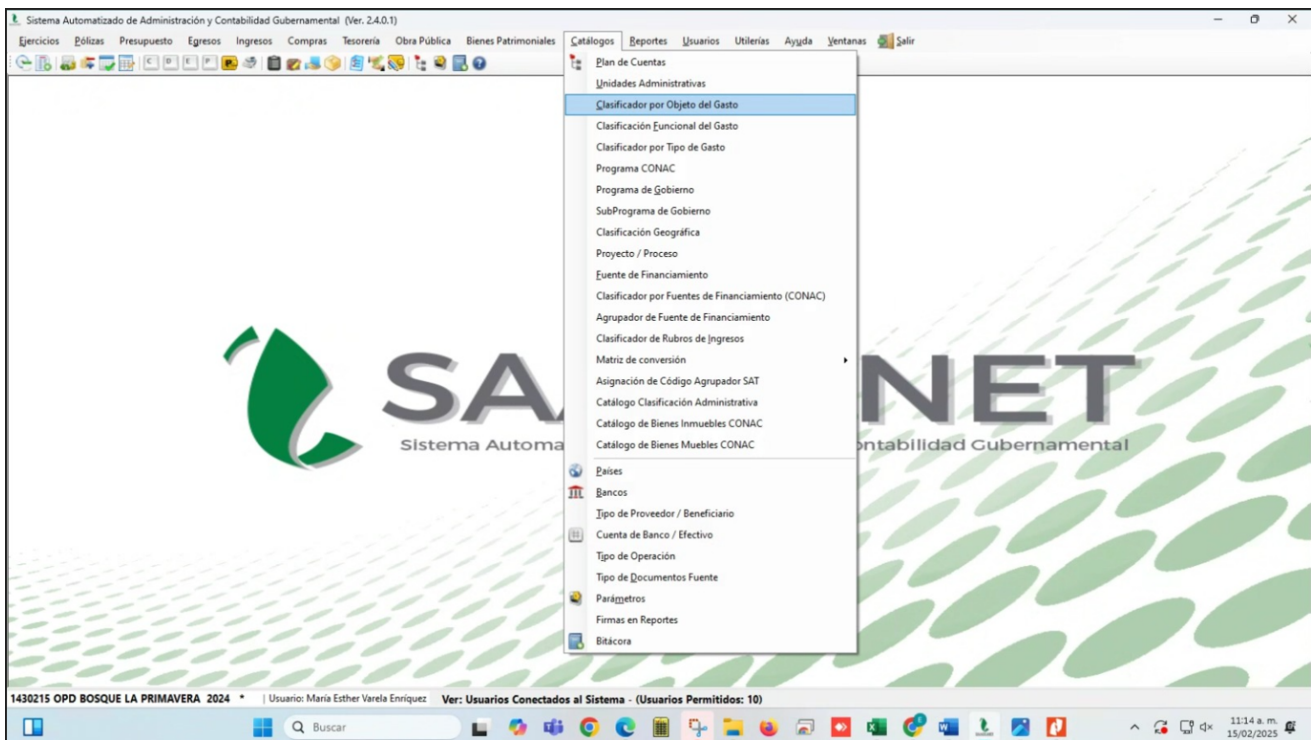 Sistema Automatizado de Administración y Contabilidad Gubernamental (Ver. 2.4.0.1)
Ejercicios Pólizas Presupuesto Egresos Ingresos Compras Tesorería Obra Pública Bienes Patrimoniales Catálogos Reportes Usuarios Utilerías Ayuda Ventanas Salir
C D E P P
Plan de Cuentas
Unidades Administrativas
Clasificador por Objeto del Gasto
Clasificación Funcional del Gasto
Clasificador por Tipo de Gasto
Programa CONAC
Programa de Gobierno
SubPrograma de Gobierno
Clasificación Geográfica
Proyecto / Proceso
Fuente de Financiamiento
Clasificador por Fuentes de Financiamiento (CONAC)
Agrupador de Fuente de Financiamiento
Clasificador de Rubros de Ingresos
Matriz de conversión
Asignación de Código Agrupador SAT
Catálogo Clasificación Administrativa
Catálogo de Bienes Inmuebles CONAC
Catálogo de Bienes Muebles CONAC
Países
Bancos
Tipo de Proveedor / Beneficiario
Cuenta de Banco / Efectivo
Tipo de Operación
Tipo de Documentos Fuente
Parámetros
Firmas en Reportes
Bitácora
SA NET
Sistema Automa ontabilidad Gubernamental
1430215 OPD BOSQUE LA PRIMAVERA 2024 * | Usuario: María Esther Varela Enríquez Ver: Usuarios Conectados al Sistema - (Usuarios Permitidos: 10)
Buscar
11:14 a. m.
15/02/2025